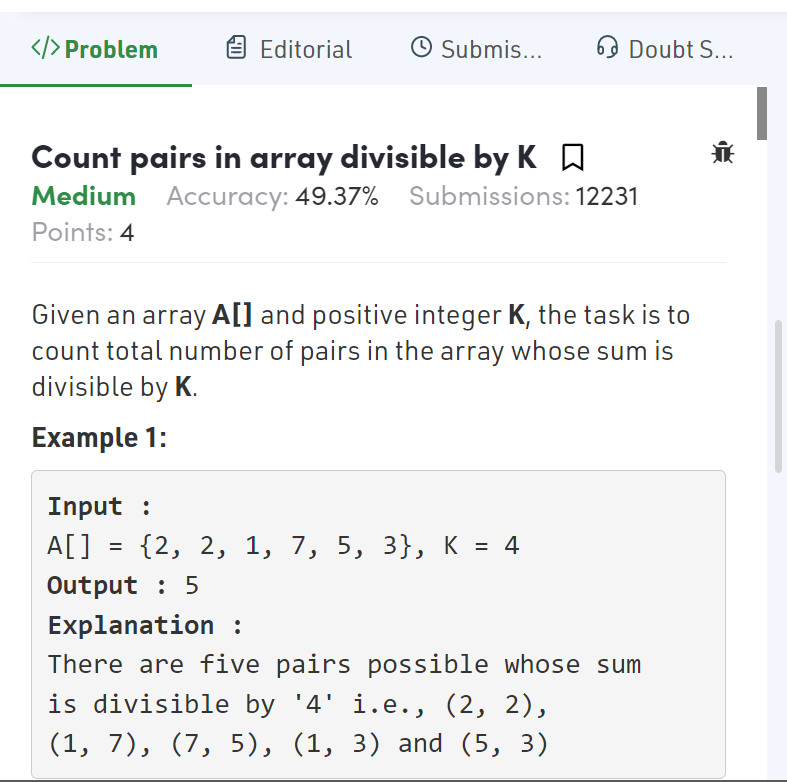 </> Problem Editorial Submis... Doubt S...
Count pairs in array divisible by K
Medium Accuracy: 49.37% Submissions: 12231
Points: 4
Given an array A[] and positive integer K, the task is to
count total number of pairs in the array whose sum is
divisible by K.
Example 1:
Input :
A[] = {2, 2, 1, 7, 5, 3}, K = 4
Output : 5
Explanation :
There are five pairs possible whose sum
is divisible by '4' i.e., (2, 2),
(1, 7), (7, 5), (1, 3) and (5, 3)